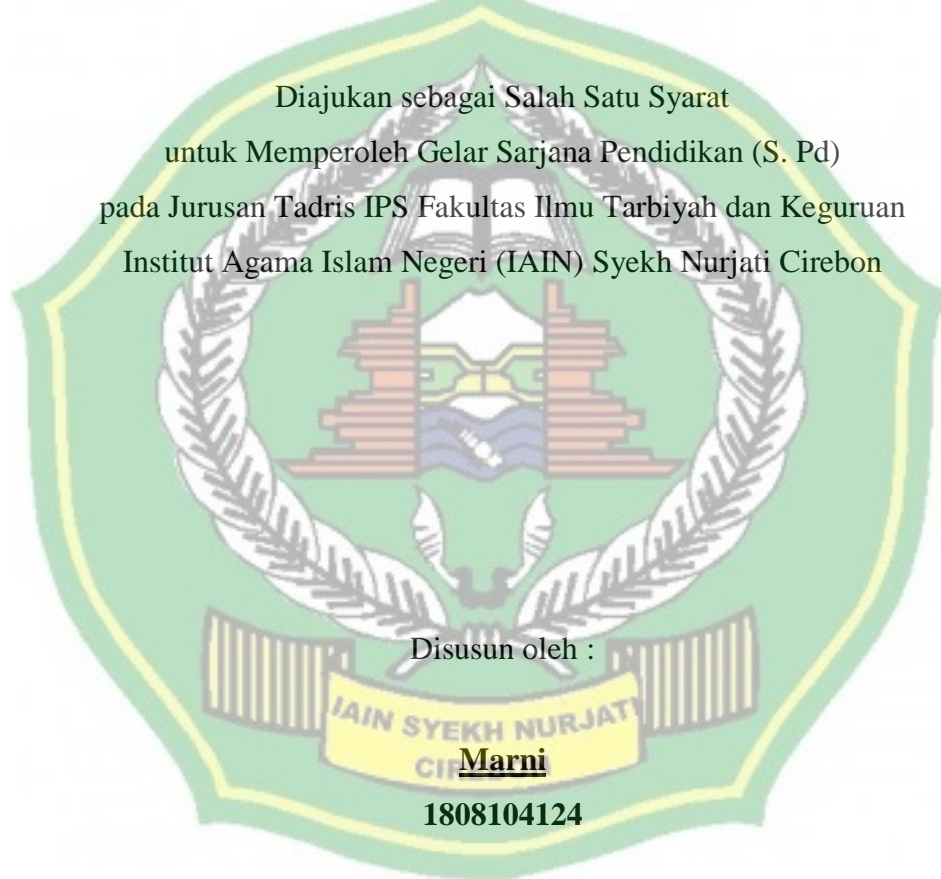 Diajukan sebagai Salah Satu Syarat
untuk Memperoleh Gelar Sarjana Pendidikan (S. Pd)
pada Jurusan Tadris IPS Fakultas Ilmu Tarbiyah dan Keguruan
Institut Agama Islam Negeri (IAIN) Syekh Nurjati Cirebon
Disusun oleh :
IAIN SYEKH NURJATI
Marni
1808104124